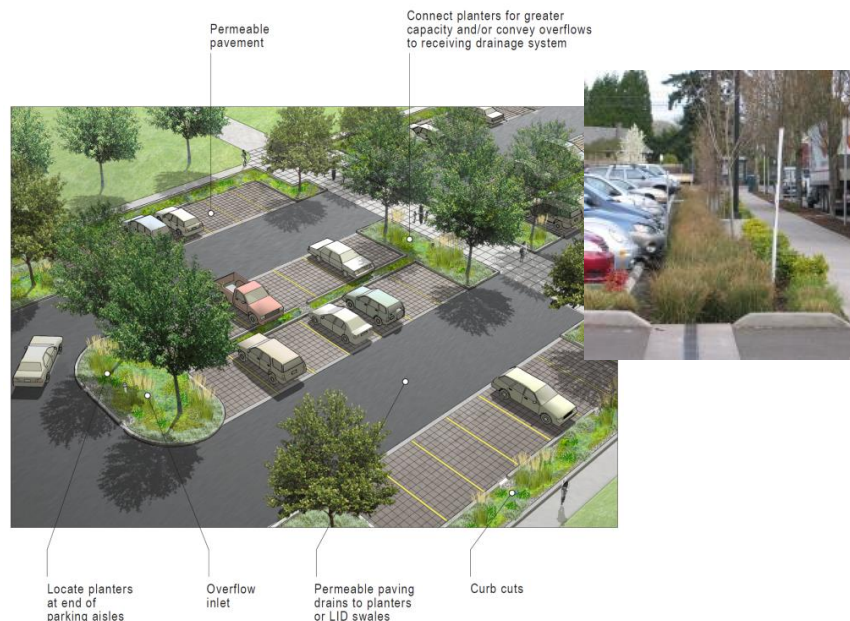 Permeable
pavement
Connect planters for greater
capacity and/or convey overflows
to receiving drainage system
Locate planters
at end of
parking aisles
Overflow
inlet
Permeable paving
drains to planters
or LID swales
Curb cuts